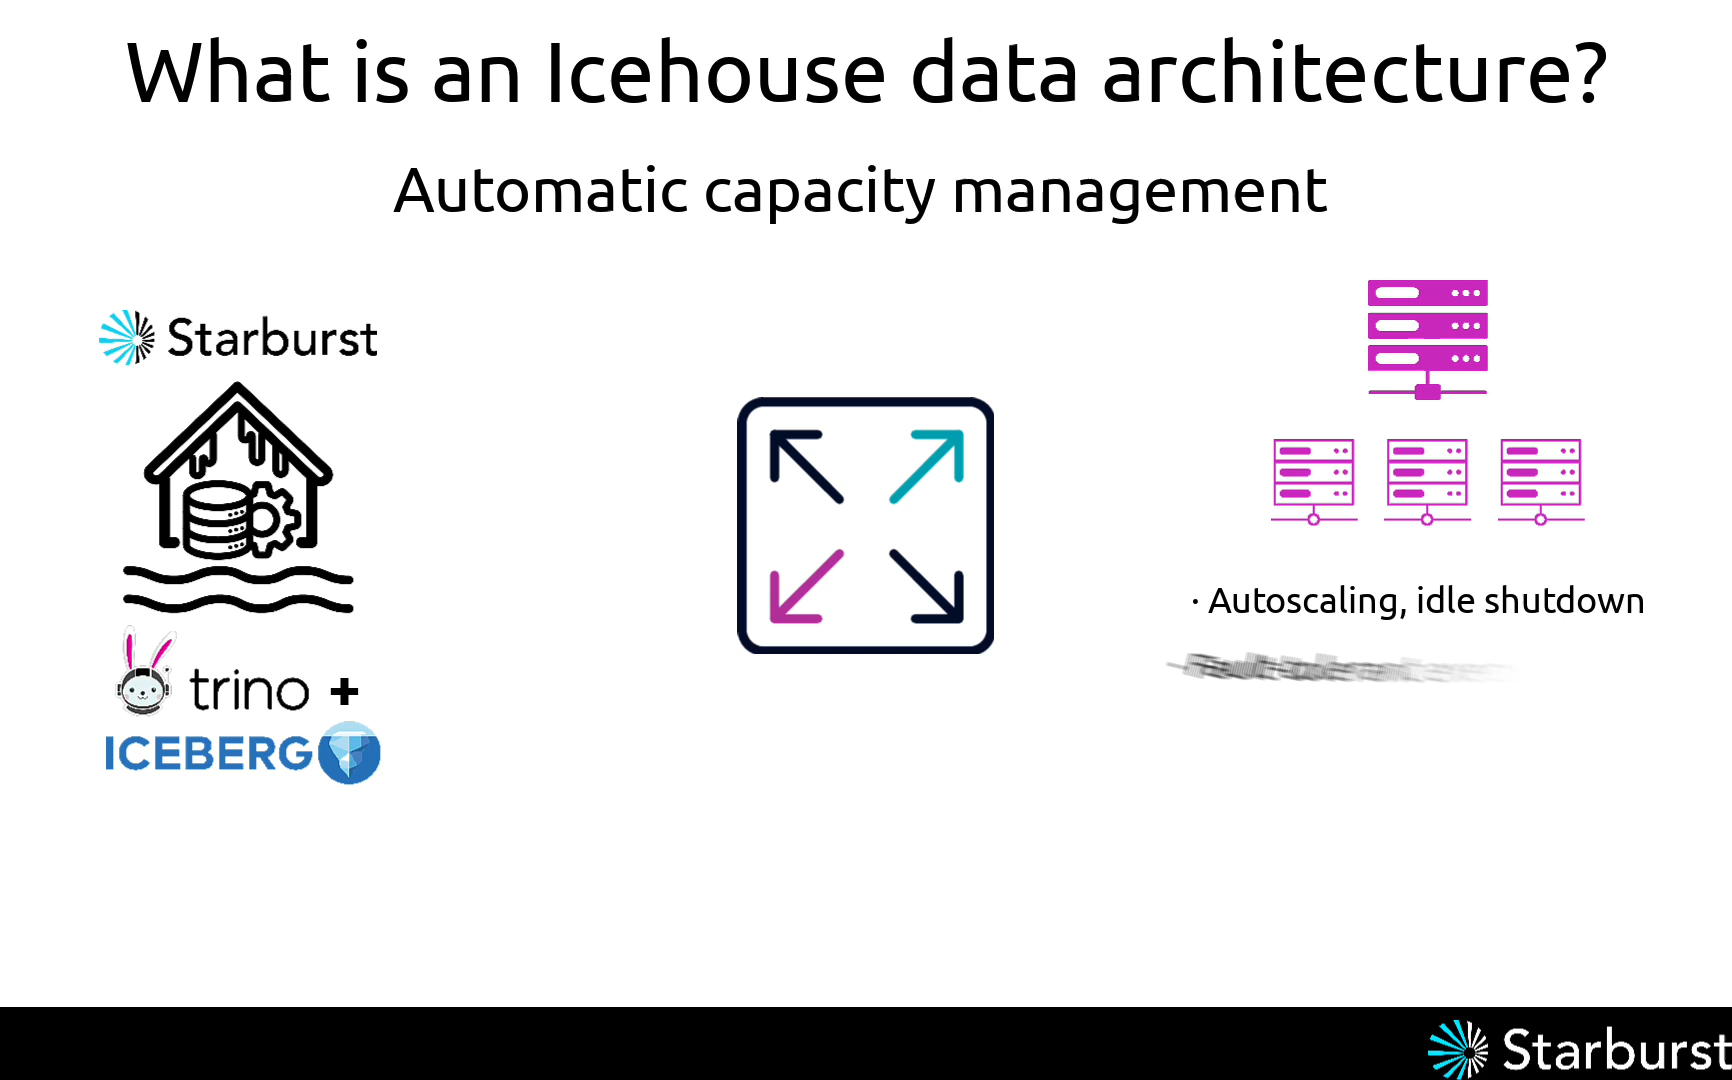 What is an Icehouse data architecture?
Automatic capacity management
Starburst
trino +
ICEBERG
· Autoscaling, idle shutdown
Starburst